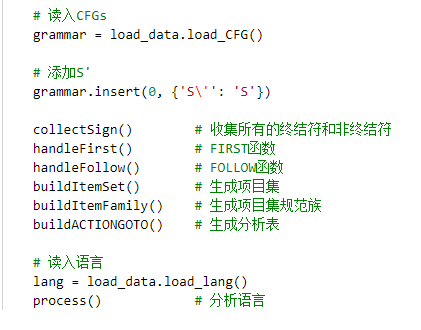 # 读入CFGs
grammar = load_data.load_CFG()
# 添加S'
grammar.insert(0, {'S\'': 'S'})
collectSign() # 收集所有的终结符和非终结符
handleFirst() # FIRST函数
handleFollow() # FOLLOW函数
buildItemSet() # 生成项目集
buildItemFamily() # 生成项目集规范族
buildACTIONGOTO() # 生成分析表
# 读入语言
lang = load_data.load_lang()
process() # 分析语言